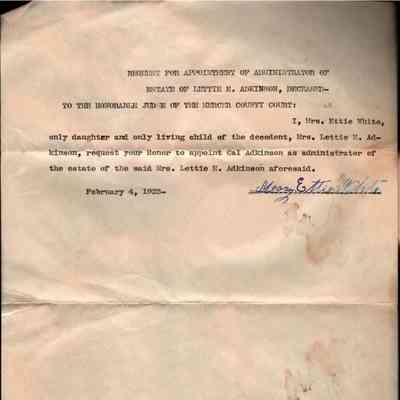 REQUEST FOR APPOINTMENT OF ADMINISTRATOR OF
ESTATE OF LETTIE E. ADKINSON, DECEASED-
TO THE HONORABLE JUDGE OF THE MERCER COUNTY COURT:
I, Mrs. Ettie White,
only daughter and only living child of the decedent, Mrs. Lettie E. Ad-
kinson, request your Honor to appoint Cal Adkinson as administrator of
the estate of the said Mrs. Lettie E. Adkinson aforesaid.
February 4, 1925-
Mary Ettie White